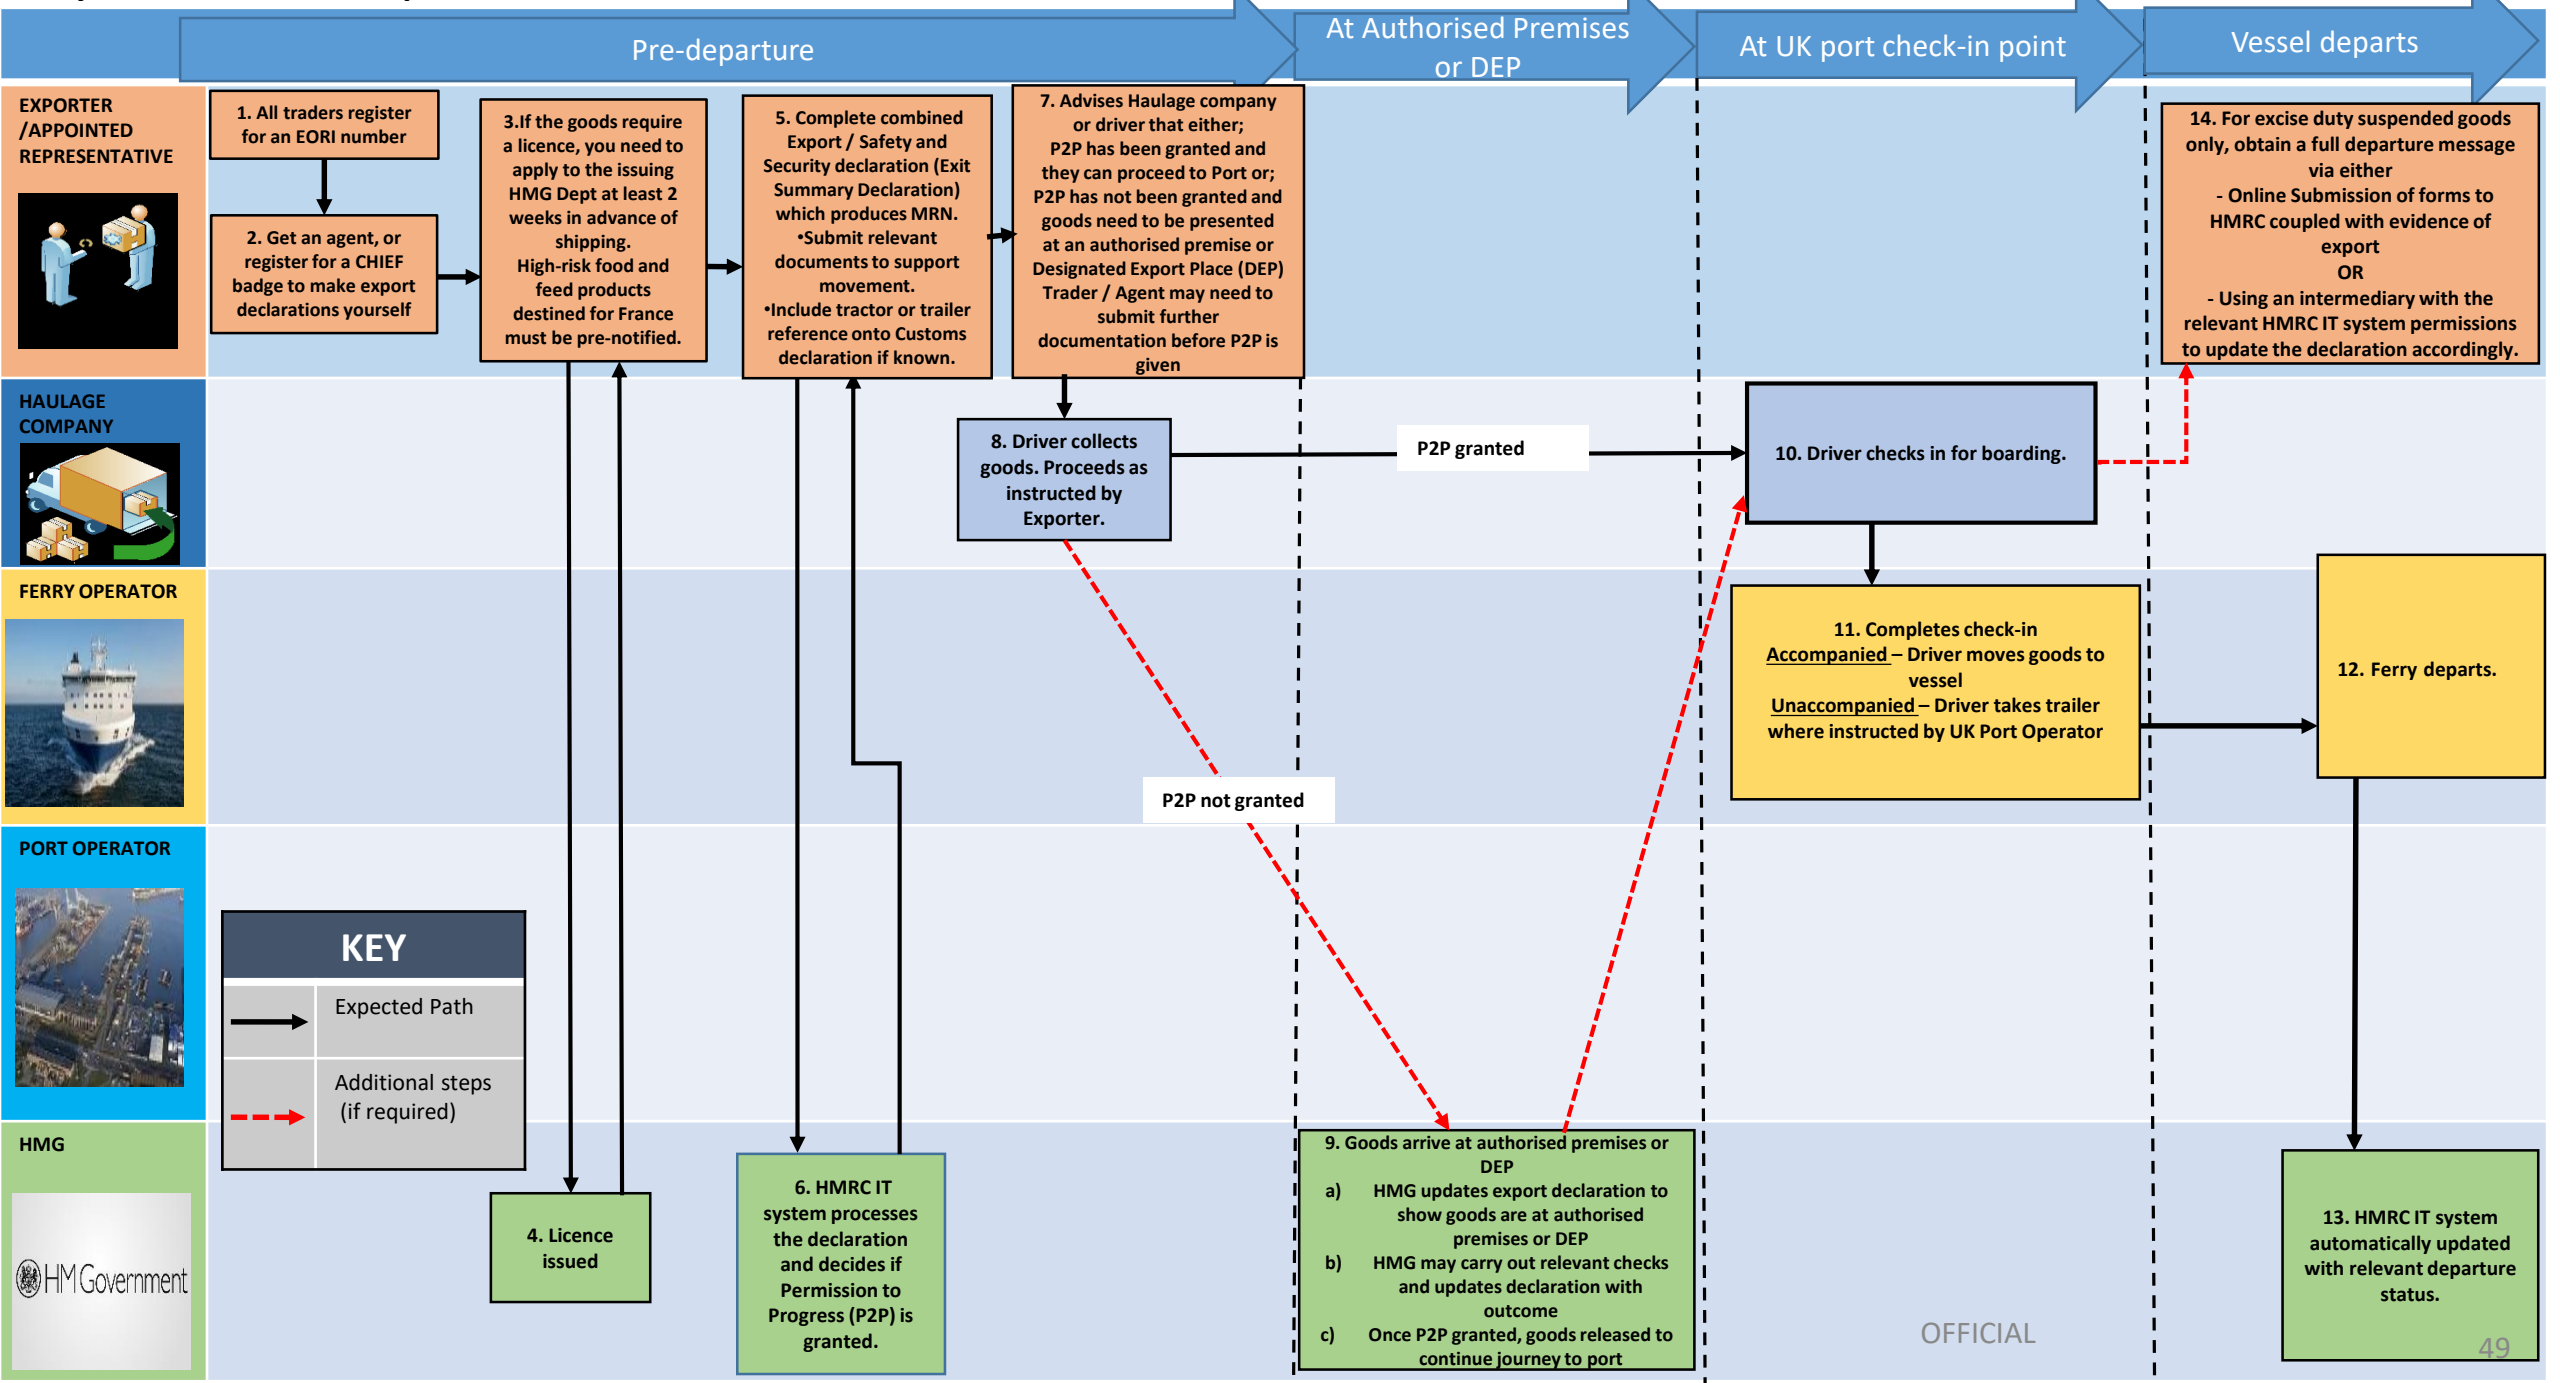 Pre-departure
At Authorised Premises
or DEP
At UK port check-in point
Vessel departs
EXPORTER
/APPOINTED
REPRESENTATIVE
1. All traders register
for an EORI number
2. Get an agent, or
register for a CHIEF
badge to make export
declarations yourself
3.If the goods require
a licence, you need to
apply to the issuing
HMG Dept at least 2
weeks in advance of
shipping.
High-risk food and
feed products
destined for France
must be pre-notified.
5. Complete combined
Export / Safety and
Security declaration (Exit
Summary Declaration)
which produces MRN.
•Submit relevant
documents to support
movement.
•Include tractor or trailer
reference onto Customs
declaration if known.
7. Advises Haulage company
or driver that either;
P2P has been granted and
they can proceed to Port or;
P2P has not been granted and
goods need to be presented
at an authorised premise or
Designated Export Place (DEP)
Trader / Agent may need to
submit further
documentation before P2P is
given
14. For excise duty suspended goods
only, obtain a full departure message
via either
- Online Submission of forms to
HMRC coupled with evidence of
export
OR
- Using an intermediary with the
relevant HMRC IT system permissions
to update the declaration accordingly.
HAULAGE
COMPANY
8. Driver collects
goods. Proceeds as
instructed by
Exporter.
P2P granted
10. Driver checks in for boarding.
FERRY OPERATOR
11. Completes check-in
Accompanied – Driver moves goods to
vessel
Unaccompanied – Driver takes trailer
where instructed by UK Port Operator
12. Ferry departs.
P2P not granted
PORT OPERATOR
KEY
Expected Path
Additional steps
(if required)
HMG
HM Government
4. Licence
issued
6. HMRC IT
system processes
the declaration
and decides if
Permission to
Progress (P2P) is
granted.
9. Goods arrive at authorised premises or
DEP
a) HMG updates export declaration to
show goods are at authorised
premises or DEP
b) HMG may carry out relevant checks
and updates declaration with
outcome
c) Once P2P granted, goods released to
continue journey to port
13. HMRC IT system
automatically updated
with relevant departure
status.
OFFICIAL
49